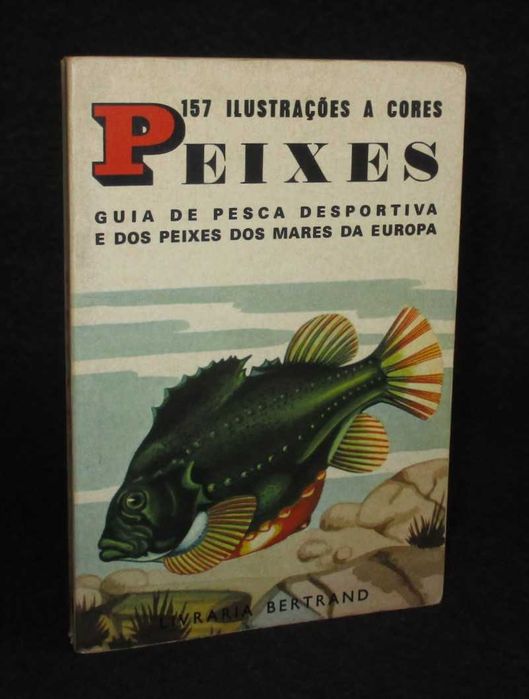 157 ILUSTRAÇÕES A CORES
PEIXES
GUIA DE PESCA DESPORTIVA
E DOS PEIXES DOS MARES DA EUROPA
LIVRARIA BERTRAND